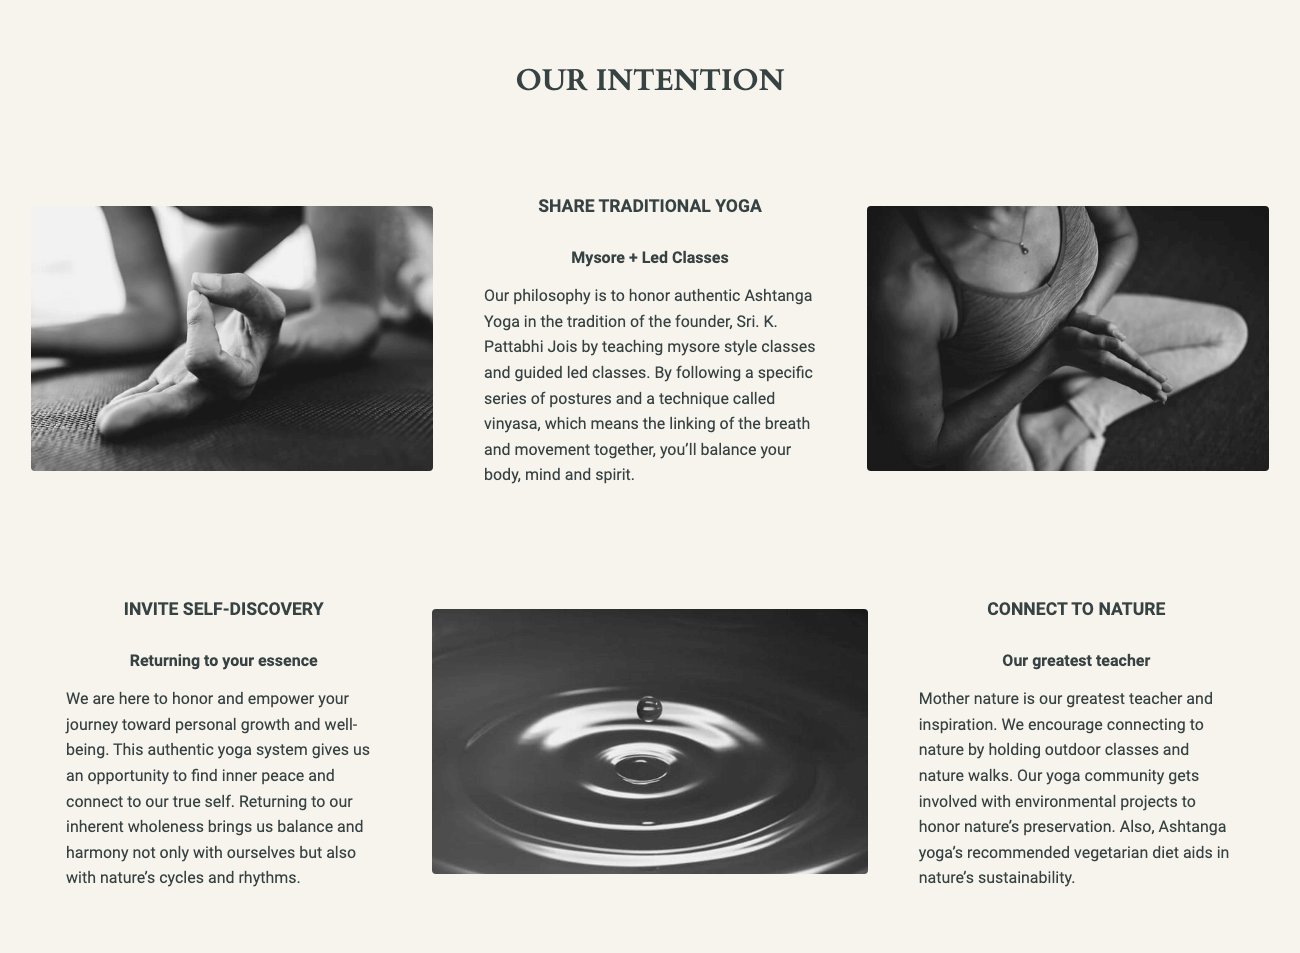 OUR INTENTION
SHARE TRADITIONAL YOGA
Mysore + Led Classes
Our philosophy is to honor authentic Ashtanga
Yoga in the tradition of the founder, Sri. K.
Pattabhi Jois by teaching mysore style classes
and guided led classes. By following a specific
series of postures and a technique called
vinyasa, which means the linking of the breath
and movement together, you’ll balance your
body, mind and spirit.
INVITE SELF-DISCOVERY
Returning to your essence
We are here to honor and empower your
journey toward personal growth and well-
being. This authentic yoga system gives us
an opportunity to find inner peace and
connect to our true self. Returning to our
inherent wholeness brings us balance and
harmony not only with ourselves but also
with nature’s cycles and rhythms.
CONNECT TO NATURE
Our greatest teacher
Mother nature is our greatest teacher and
inspiration. We encourage connecting to
nature by holding outdoor classes and
nature walks. Our yoga community gets
involved with environmental projects to
honor nature’s preservation. Also, Ashtanga
yoga’s recommended vegetarian diet aids in
nature’s sustainability.